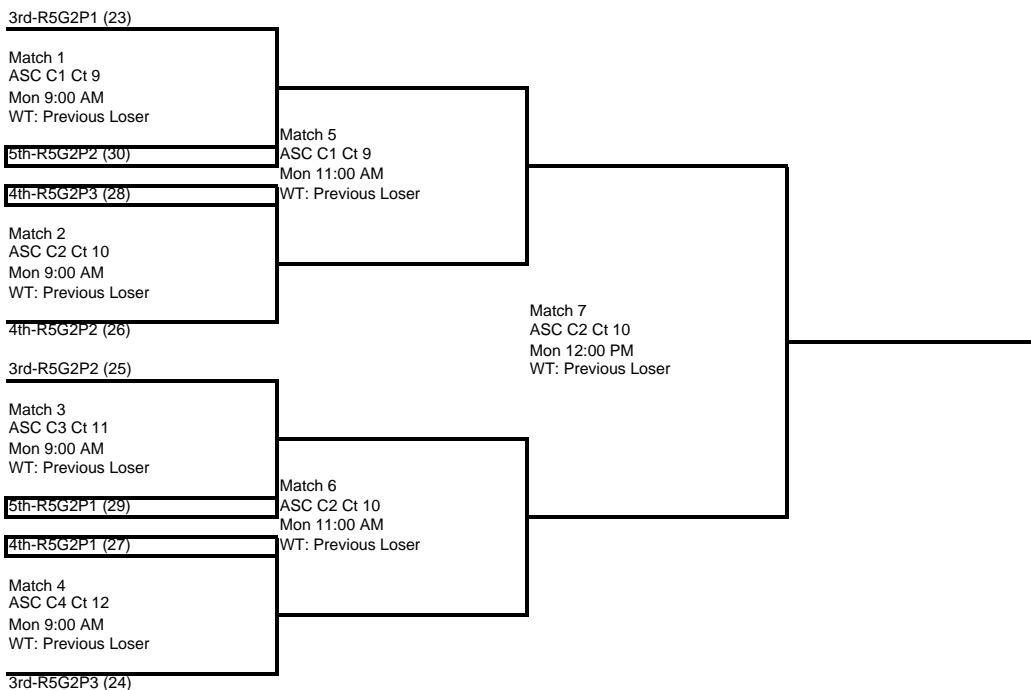 3rd-R5G2P1 (23)
Match 1
ASC C1 Ct 9
Mon 9:00 AM
WT: Previous Loser
5th-R5G2P2 (30)
4th-R5G2P3 (28)
Match 2
ASC C2 Ct 10
Mon 9:00 AM
WT: Previous Loser
4th-R5G2P2 (26)
3rd-R5G2P2 (25)
Match 3
ASC C3 Ct 11
Mon 9:00 AM
WT: Previous Loser
5th-R5G2P1 (29)
4th-R5G2P1 (27)
Match 4
ASC C4 Ct 12
Mon 9:00 AM
WT: Previous Loser
3rd-R5G2P3 (24)
Match 5
ASC C1 Ct 9
Mon 11:00 AM
WT: Previous Loser
Match 6
ASC C2 Ct 10
Mon 11:00 AM
WT: Previous Loser
Match 7
ASC C2 Ct 10
Mon 12:00 PM
WT: Previous Loser